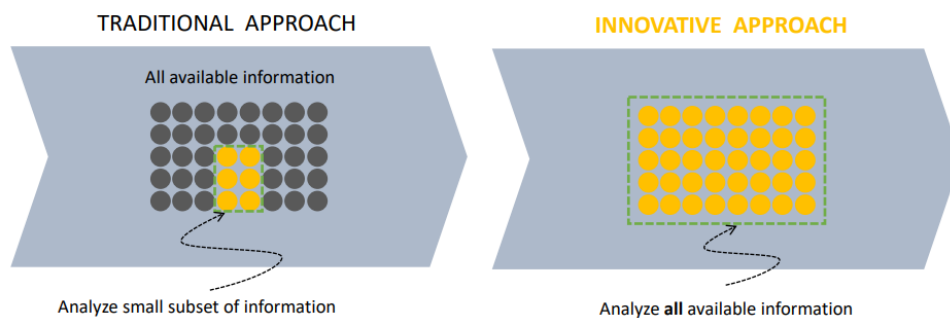 TRADITIONAL APPROACH
All available information
Analyze small subset of information
INNOVATIVE APPROACH
Analyze all available information